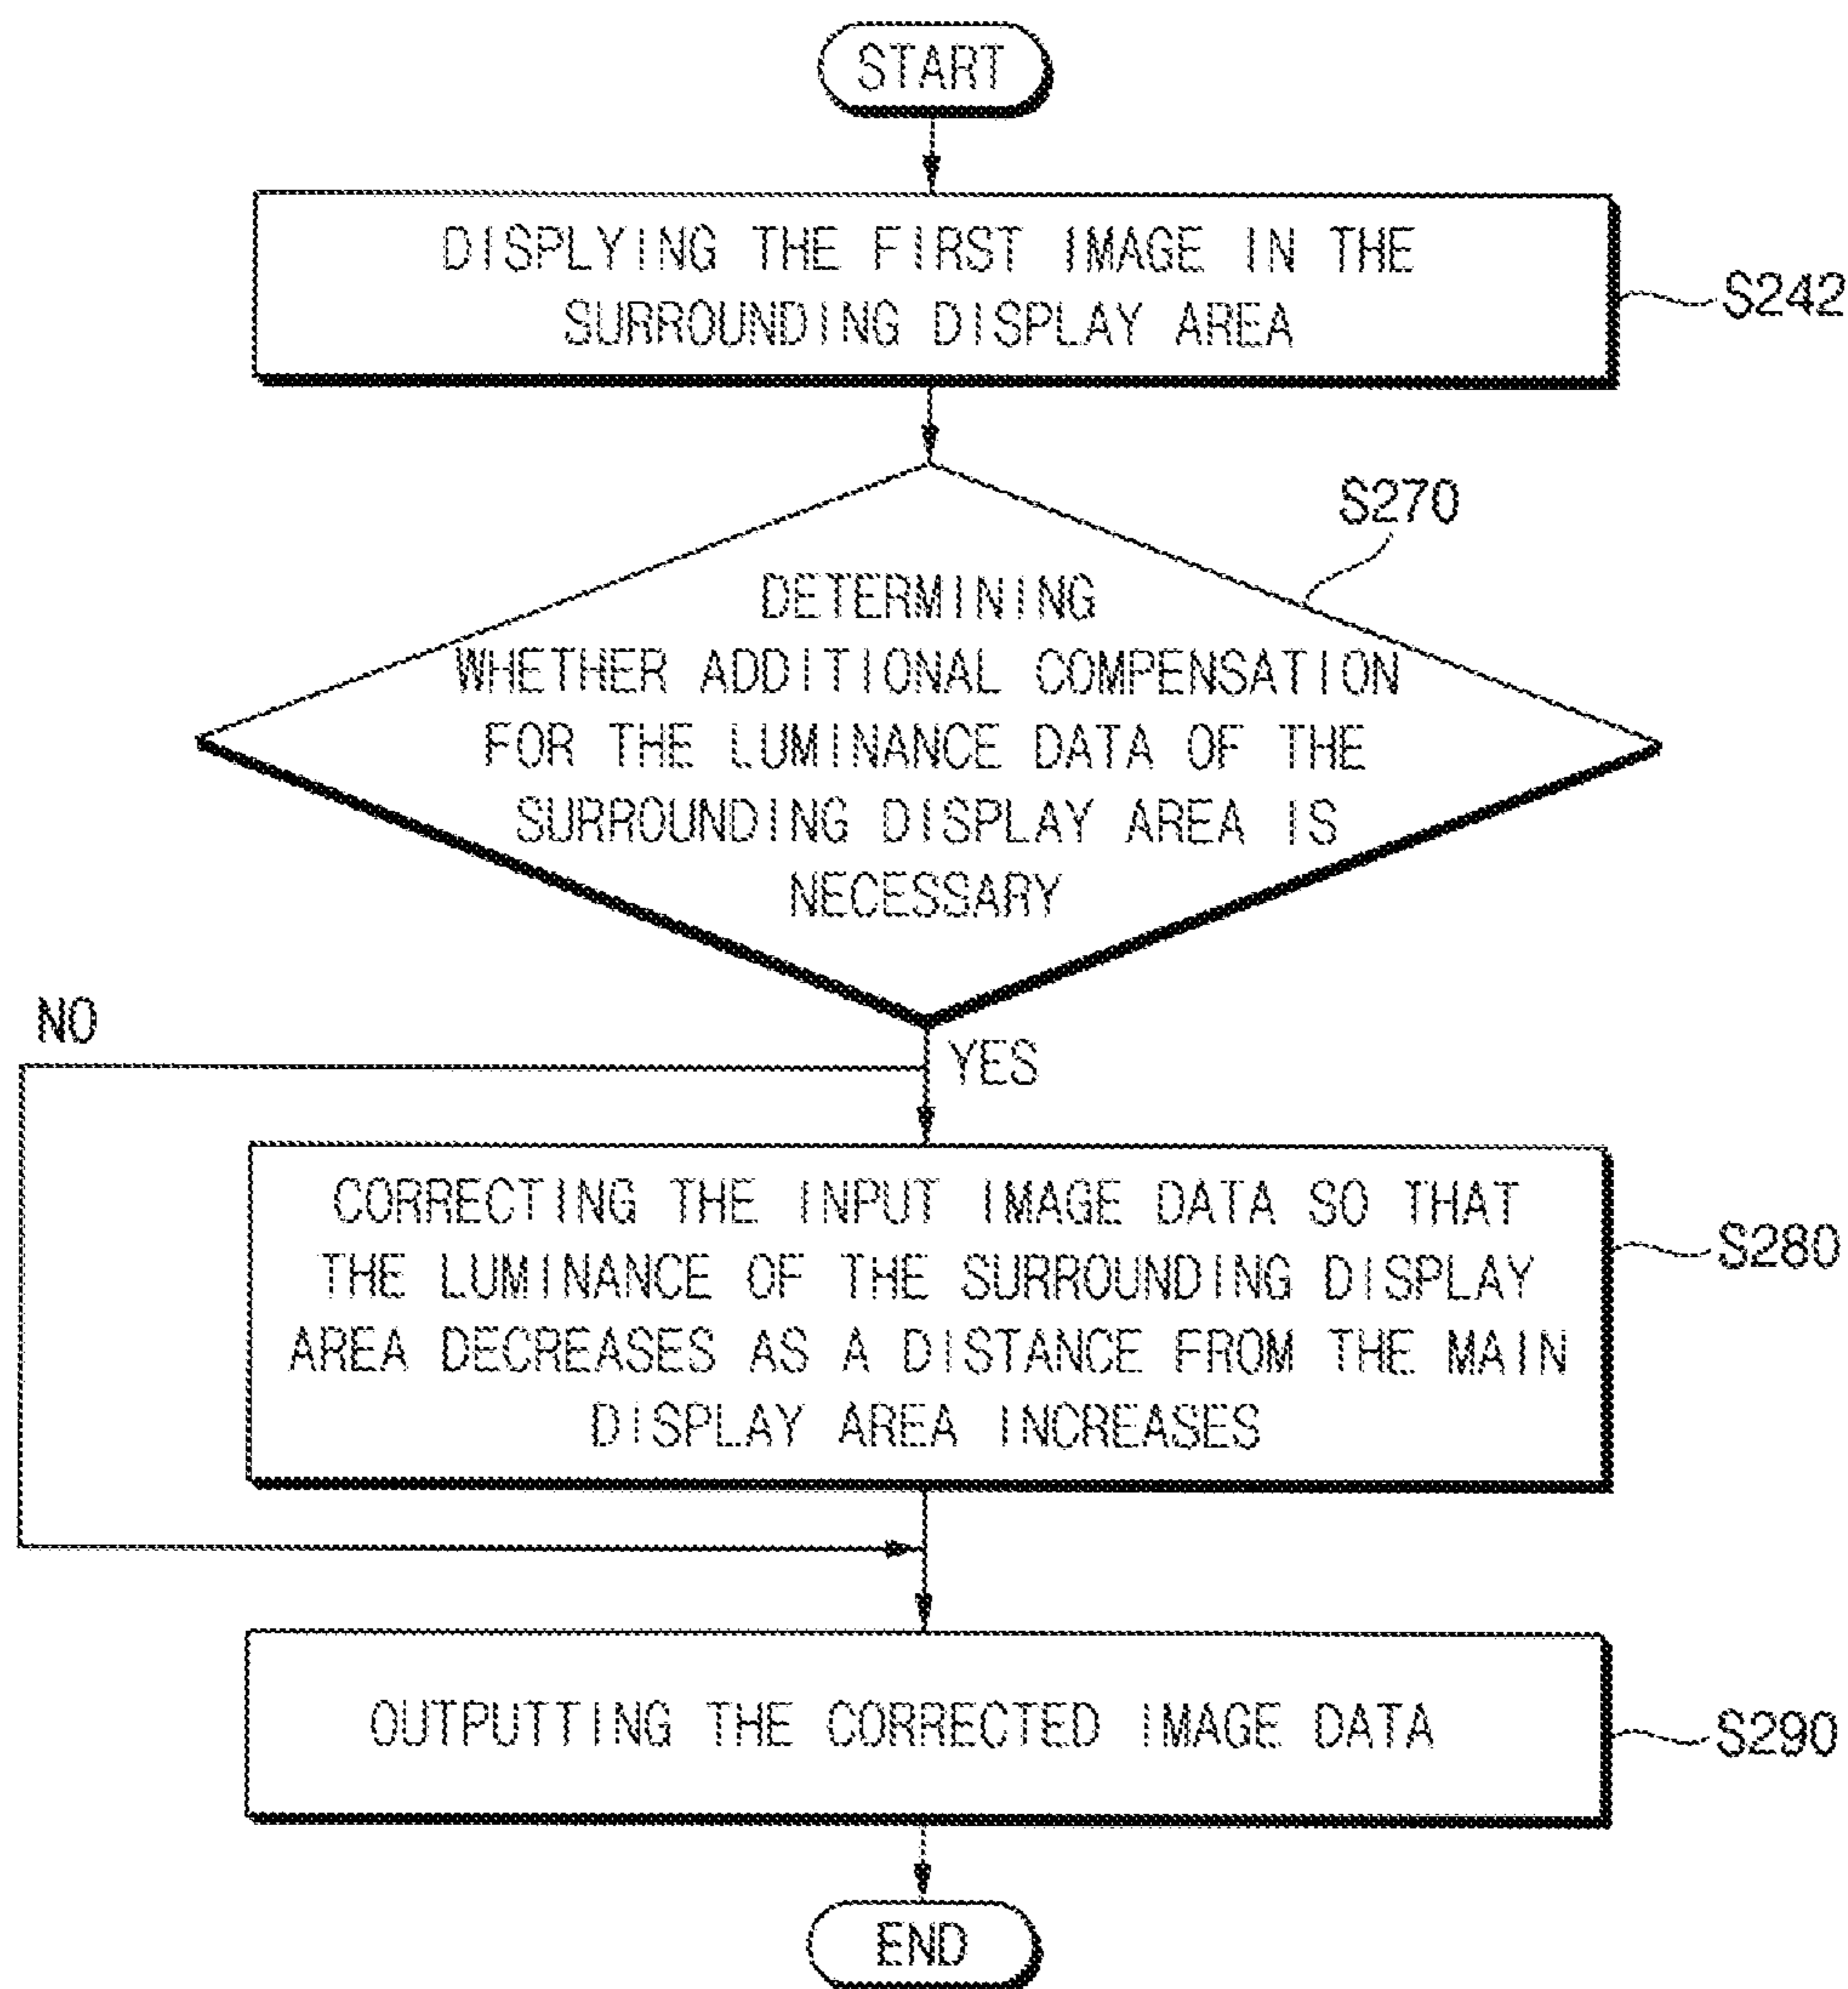 START
DISPLYING THE FIRST IMAGE IN THE
SURROUNDING DISPLAY AREA
S242
S270
DETERMINING
WHETHER ADDITIONAL COMPENSATION
FOR THE LUMINANCE DATA OF THE
SURROUNDING DISPLAY AREA IS
NECESSARY
NO
YES
CORRECTING THE INPUT IMAGE DATA SO THAT
THE LUMINANCE OF THE SURROUNDING DISPLAY
AREA DECREASES AS A DISTANCE FROM THE MAIN
DISPLAY AREA INCREASES
S280
OUTPUTTING THE CORRECTED IMAGE DATA
S290
END